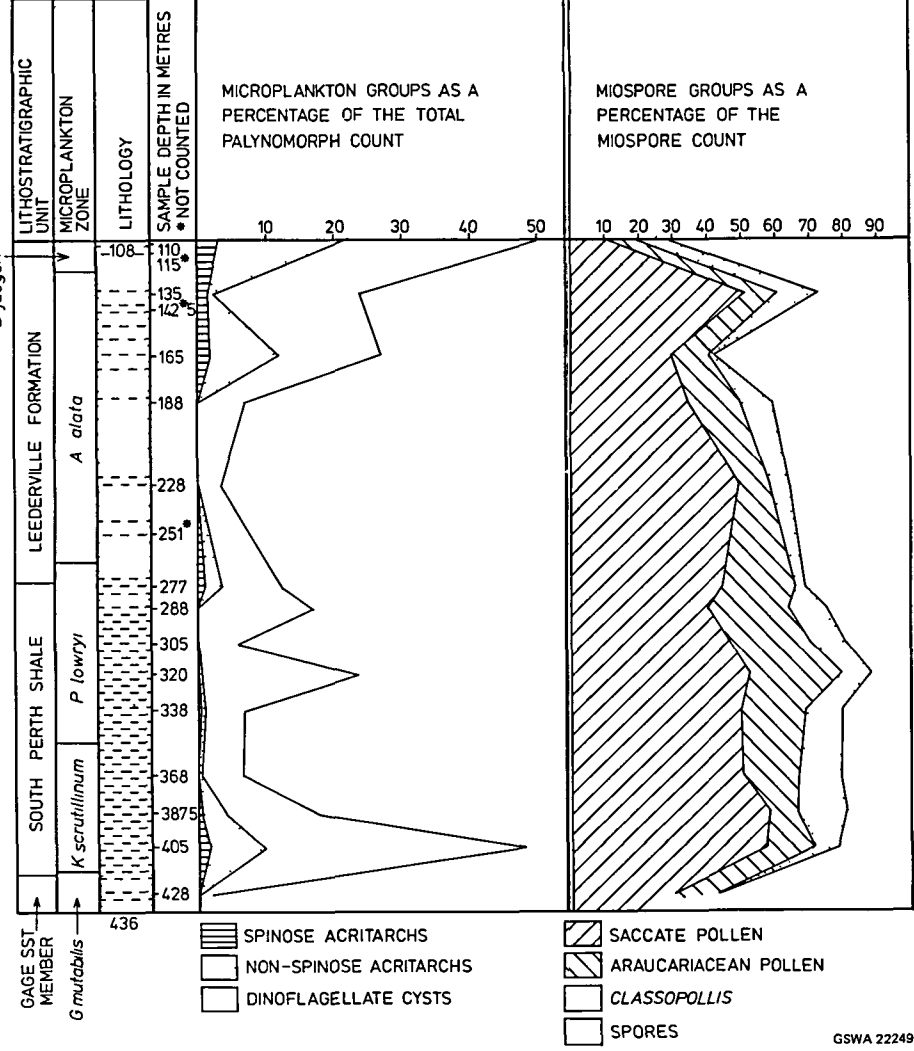 LITHOSTRATIGRAPHIC
UNIT
MICROPLANKTON
ZONE
LITHOLOGY
SAMPLE DEPTH IN METRES
* NOT COUNTED
MICROPLANKTON GROUPS AS A
PERCENTAGE OF THE TOTAL
PALYNOMORPH COUNT
MIOSPORE GROUPS AS A
PERCENTAGE OF THE
MIOSPORE COUNT
10 20 30 40 50
10 20 30 40 50 60 70 80 90
108
110
115*
135
142*5
165
188
228
251*
277
288
305
320
338
368
3875
405
428
436
LEEDERVILLE FORMATION
SOUTH PERTH SHALE
GAGE SST
MEMBER
A alata
P lowryi
K scrutillinum
G mutabilis
SPINOSE ACRITARCHS
NON-SPINOSE ACRITARCHS
DINOFLAGELLATE CYSTS
SACCATE POLLEN
ARAUCARIACEAN POLLEN
CLASSOPOLLIS
SPORES
GSWA 22249